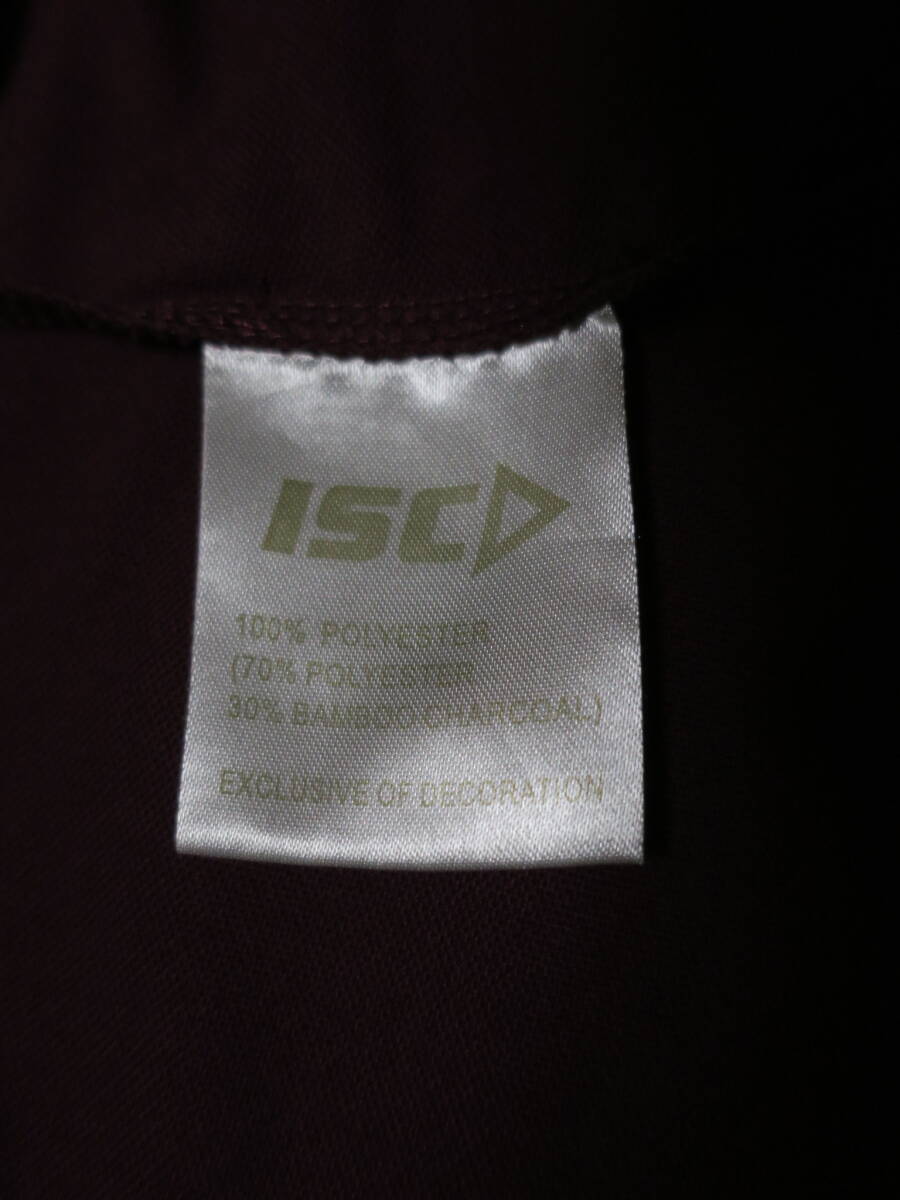 ISC
100% POLYESTER
(70% POLYESTER
30% BAMBOO CHARCOAL)
EXCLUSIVE OF DECORATION